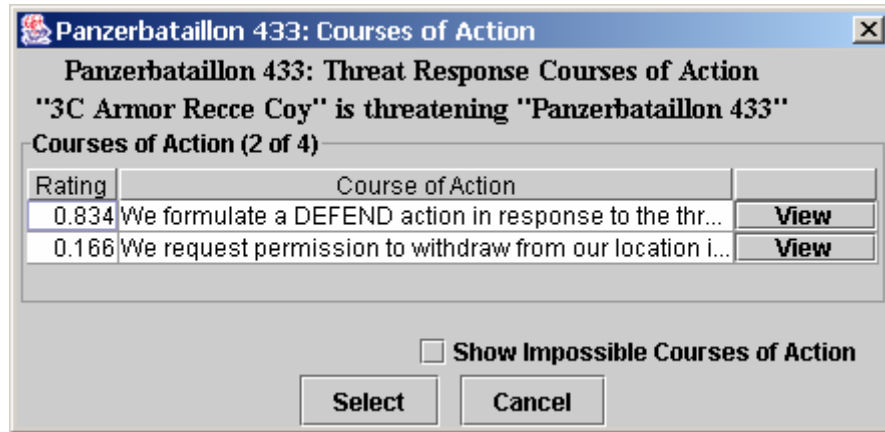 Panzerbataillon 433: Courses of Action
Panzerbataillon 433: Threat Response Courses of Action
"3C Armor Recce Coy" is threatening "Panzerbataillon 433"
Courses of Action (2 of 4)
Rating Course of Action
0.834 We formulate a DEFEND action in response to the thr... View
0.166 We request permission to withdraw from our location i... View
Show Impossible Courses of Action
Select Cancel